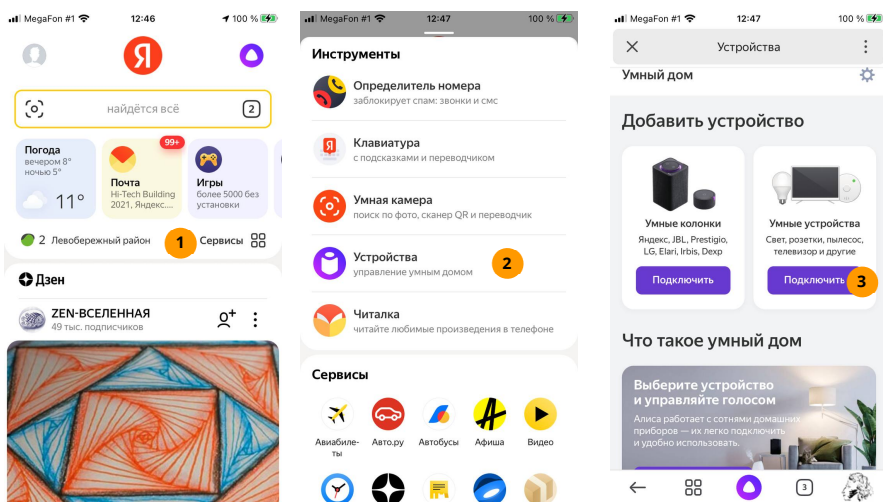 MegaFon #1
12:46
100 %
Я
найдётся всё
2
Погода
вечером 8°
ночью 5°
11°
99+
Почта
Hi-Tech Building
2021, Яндекс....
Игры
более 5000 без
установки
2 Левобережный район
1
Сервисы
Дзен
ZEN-ВСЕЛЕННАЯ
49 тыс. подписчиков
MegaFon #1
12:47
100 %
Инструменты
Определитель номера
заблокирует спам: звонки и смс
Я
Клавиатура
с подсказками и переводчиком
Умная камера
поиск по фото, сканер QR и переводчик
Устройства
управление умным домом
2
Читалка
читайте любимые произведения в телефоне
Сервисы
Авиабиле-
ты
Авто.ру
Автобусы
Афиша
Видео
MegaFon #1
12:47
100 %
Устройства
Умный дом
Добавить устройство
Умные колонки
Яндекс, JBL, Prestigio,
LG, Elari, Irbis, Dexp
Подключить
Умные устройства
Свет, розетки, пылесос,
телевизор и другие
Подключить
3
Что такое умный дом
Выберите устройство
и управляйте голосом
Алиса работает с сотнями домашних
приборов — их легко подключить
и удобно использовать.
3